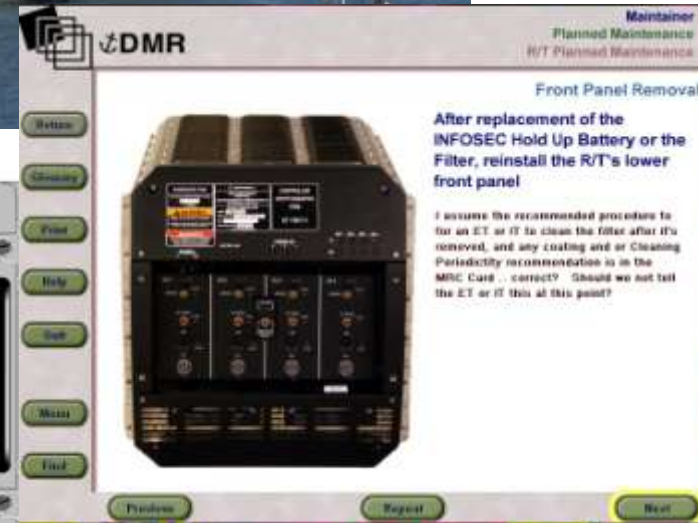 Maintainer
Planned Maintenance
R/T Planned Maintenance
DMR
Front Panel Removal
After replacement of the
INFOSEC Hold Up Battery or the
Filter, reinstall the R/T's lower
front panel
I assume the recommended procedure is
for an ET or IT to clean the filter after it's
removed, and any coating and or Cleaning
Periodictity recommendation is in the
MRC Card .. correct? Should we not tell
the ET or IT this at this point?
Return
Glossary
Print
Help
Quit
Menu
Find
Previous
Repeat
Next